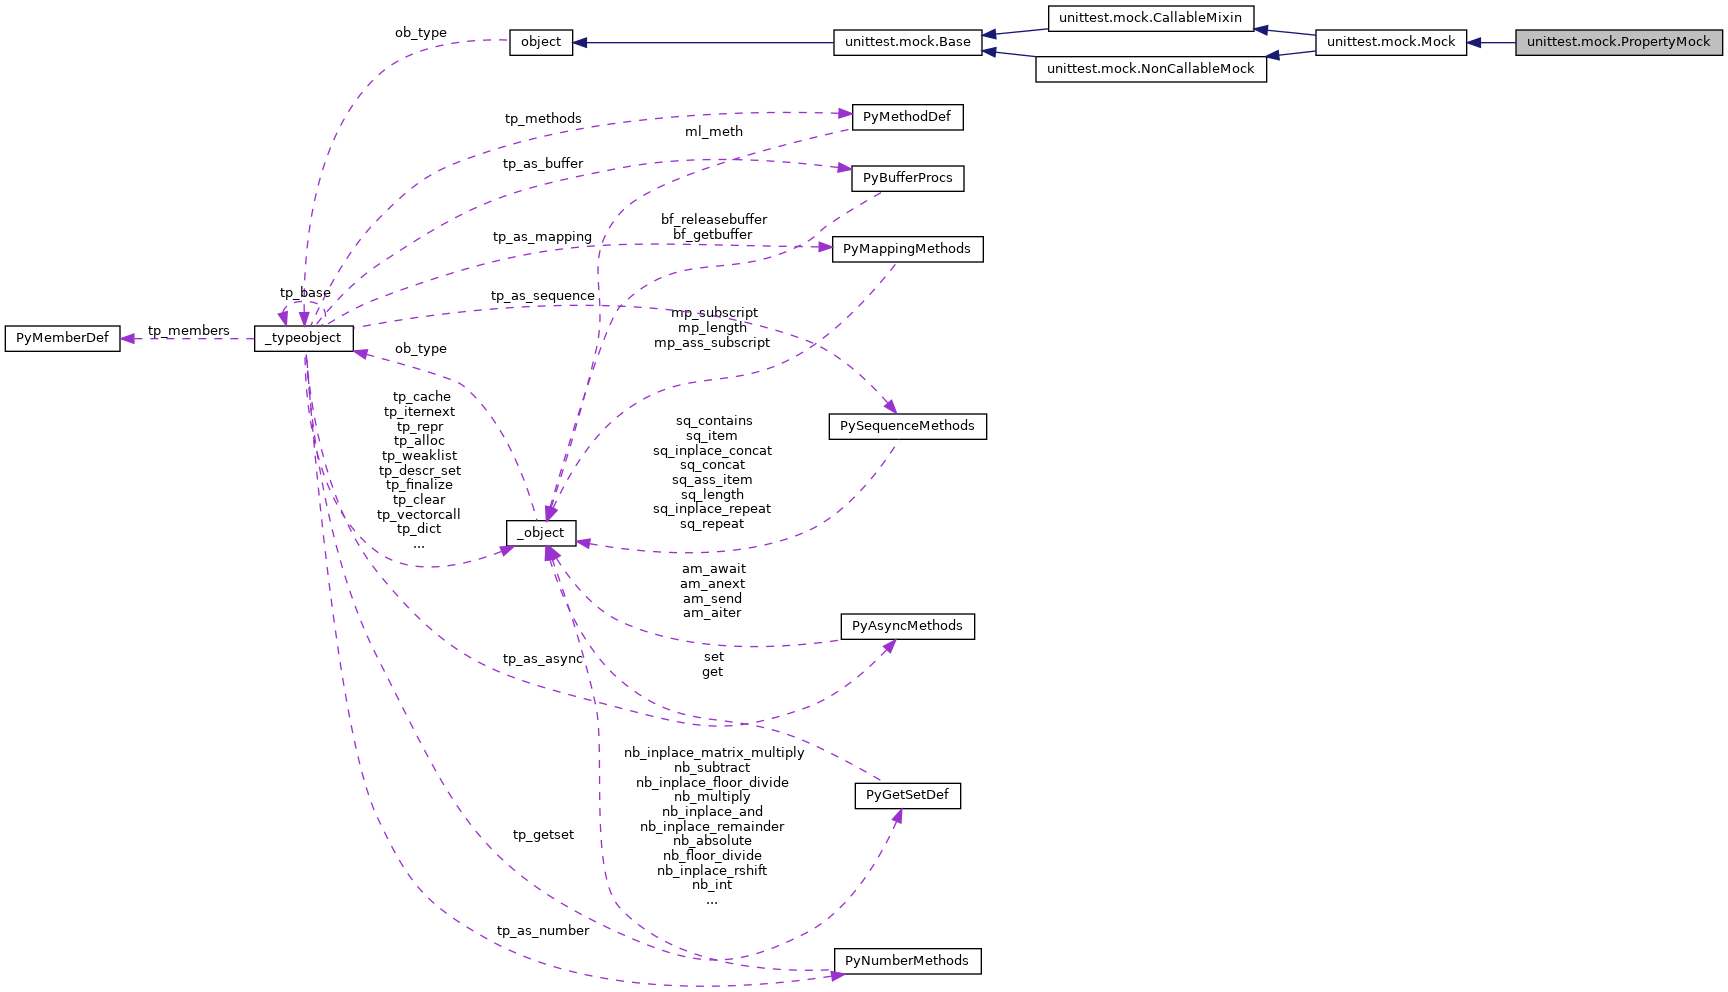 unittest.mock.CallableMixin
ob_type
object
unittest.mock.Base
unittest.mock.Mock
unittest.mock.PropertyMock
unittest.mock.NonCallableMock
tp_methods
PyMethodDef
ml_meth
tp_as_buffer
PyBufferProcs
bf_releasebuffer
bf_getbuffer
tp_as_mapping
PyMappingMethods
tp_base
tp_as_sequence
mp_subscript
mp_length
mp_ass_subscript
PyMemberDef
tp_members
_typeobject
ob_type
tp_cache
tp_iternext
tp_repr
tp_alloc
tp_weaklist
tp_descr_set
tp_finalize
tp_clear
tp_vectorcall
tp_dict
...
sq_contains
sq_item
sq_inplace_concat
sq_concat
sq_ass_item
sq_length
sq_inplace_repeat
sq_repeat
PySequenceMethods
_object
am_await
am_anext
am_send
am_aiter
PyAsyncMethods
tp_as_async
set
get
nb_inplace_matrix_multiply
nb_subtract
nb_inplace_floor_divide
nb_multiply
nb_inplace_and
nb_inplace_remainder
nb_absolute
nb_floor_divide
nb_inplace_rshift
nb_int
...
PyGetSetDef
tp_getset
tp_as_number
PyNumberMethods